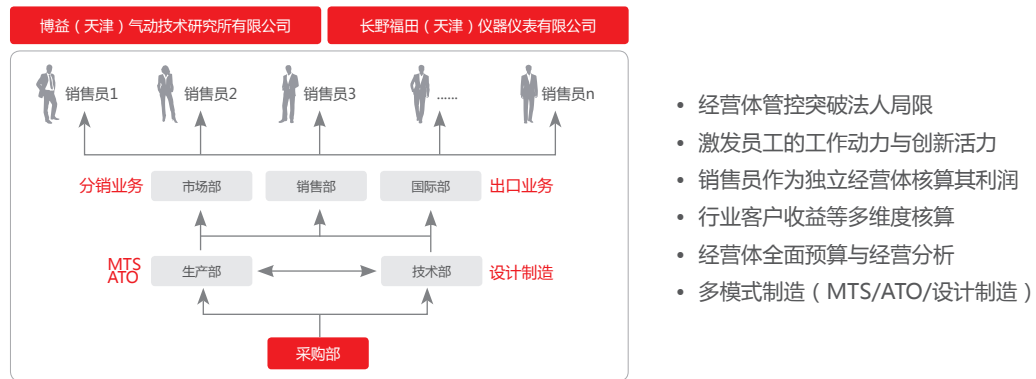 博益（天津）气动技术研究所有限公司
长野福田（天津）仪器仪表有限公司
销售员1
销售员2
销售员3
......
销售员n
分销业务
市场部
销售部
国际部
出口业务
MTS
ATO
生产部
技术部
设计制造
采购部
• 经营体管控突破法人局限
• 激发员工的工作动力与创新活力
• 销售员作为独立经营体核算其利润
• 行业客户收益等多维度核算
• 经营体全面预算与经营分析
• 多模式制造（MTS/ATO/设计制造）